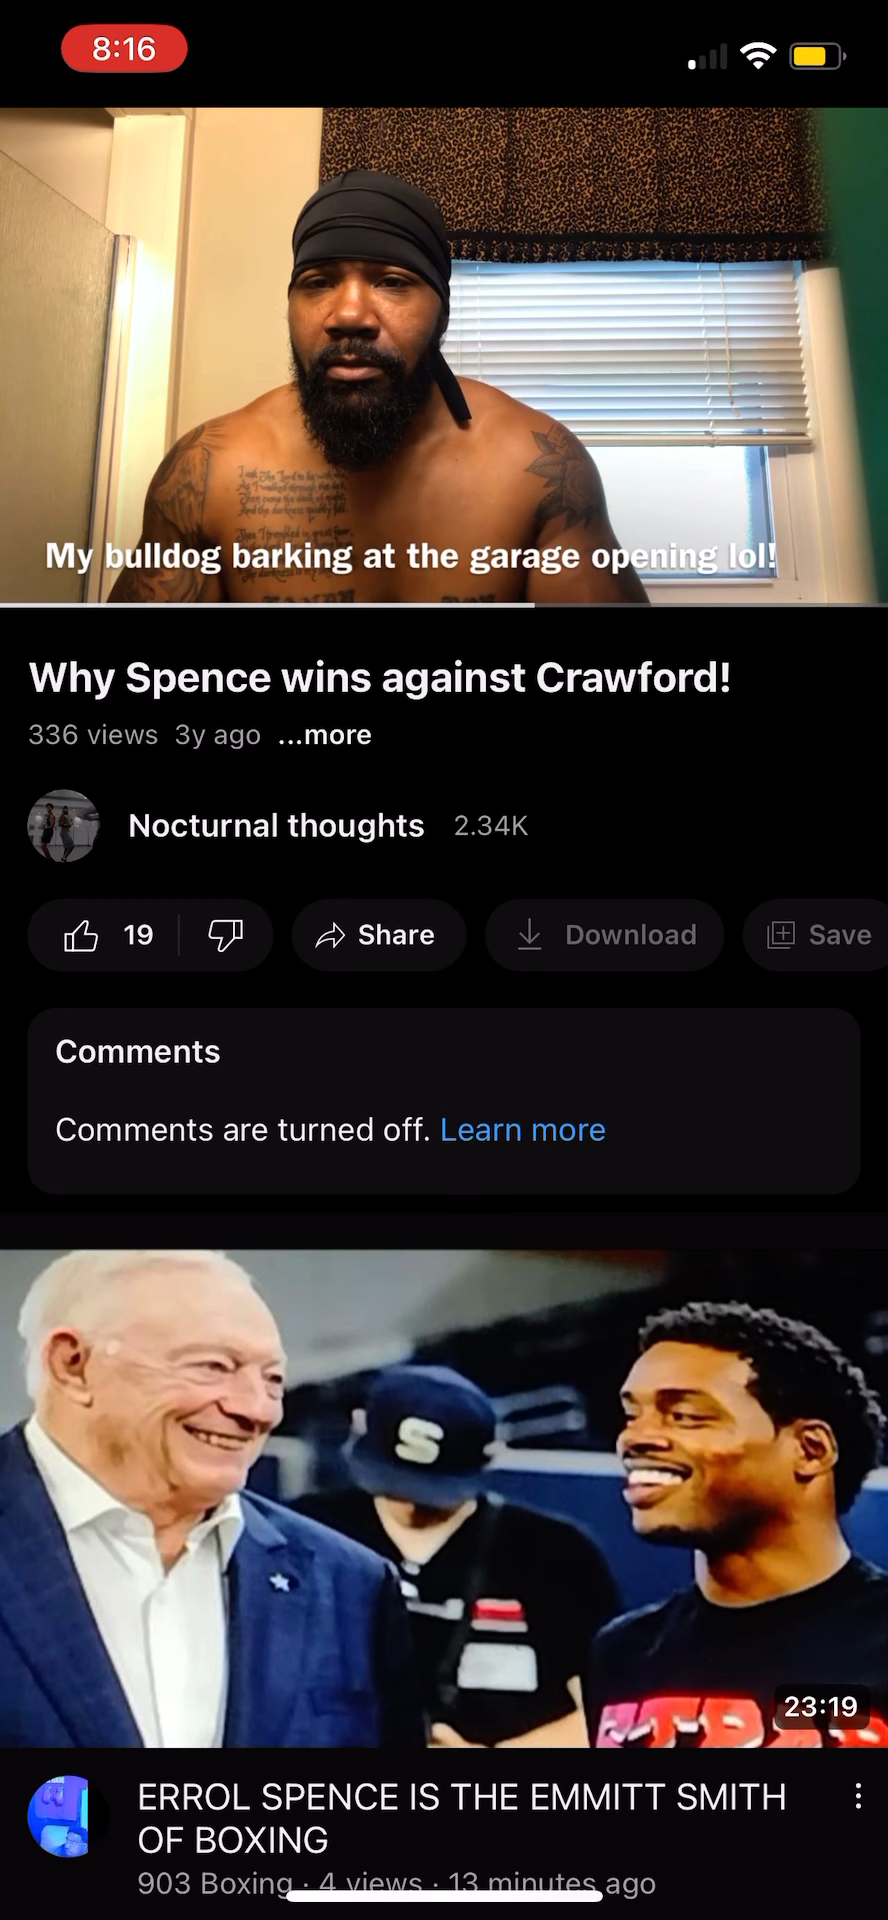 8:16
My bulldog barking at the garage opening lol!
Why Spence wins against Crawford!
336 views 3y ago ...more
Nocturnal thoughts 2.34K
19 Share Download Save
Comments
Comments are turned off. Learn more
S
23:19
ERROL SPENCE IS THE EMMITT SMITH
OF BOXING
903 Boxing · 4 views · 13 minutes ago